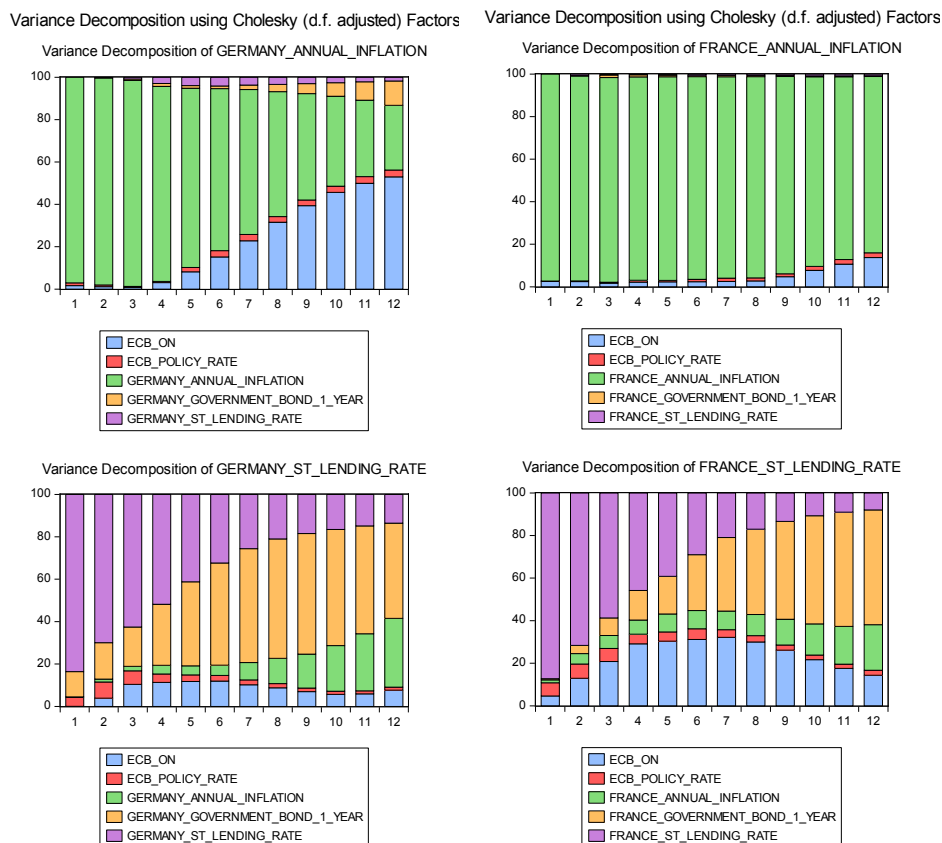 Variance Decomposition using Cholesky (d.f. adjusted) Factors
Variance Decomposition of GERMANY_ANNUAL_INFLATION
100
80
60
40
20
0
1 2 3 4 5 6 7 8 9 10 11 12
ECB_ON
ECB_POLICY_RATE
GERMANY_ANNUAL_INFLATION
GERMANY_GOVERNMENT_BOND_1_YEAR
GERMANY_ST_LENDING_RATE
Variance Decomposition of GERMANY_ST_LENDING_RATE
100
80
60
40
20
0
1 2 3 4 5 6 7 8 9 10 11 12
ECB_ON
ECB_POLICY_RATE
GERMANY_ANNUAL_INFLATION
GERMANY_GOVERNMENT_BOND_1_YEAR
GERMANY_ST_LENDING_RATE
Variance Decomposition using Cholesky (d.f. adjusted) Factors
Variance Decomposition of FRANCE_ANNUAL_INFLATION
100
80
60
40
20
0
1 2 3 4 5 6 7 8 9 10 11 12
ECB_ON
ECB_POLICY_RATE
FRANCE_ANNUAL_INFLATION
FRANCE_GOVERNMENT_BOND_1_YEAR
FRANCE_ST_LENDING_RATE
Variance Decomposition of FRANCE_ST_LENDING_RATE
100
80
60
40
20
0
1 2 3 4 5 6 7 8 9 10 11 12
ECB_ON
ECB_POLICY_RATE
FRANCE_ANNUAL_INFLATION
FRANCE_GOVERNMENT_BOND_1_YEAR
FRANCE_ST_LENDING_RATE